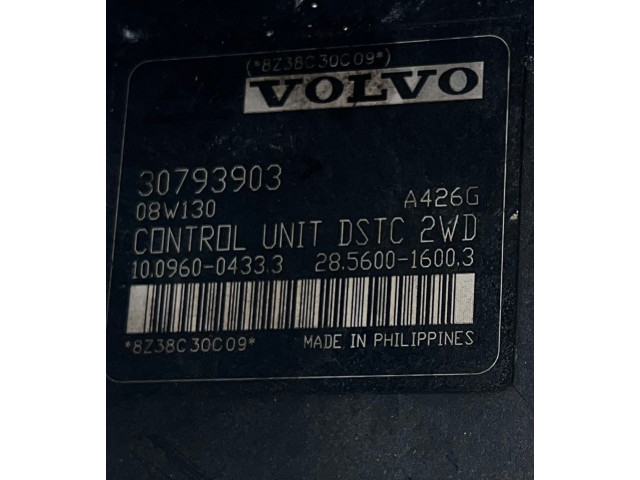 (*8Z38C30C09*)
VOLVO
30793903
08W130 A426G
CONTROL UNIT DSTC 2WD
10.0960-0433.3 28.5600-1600.3
*8Z38C30C09* MADE IN PHILIPPINES